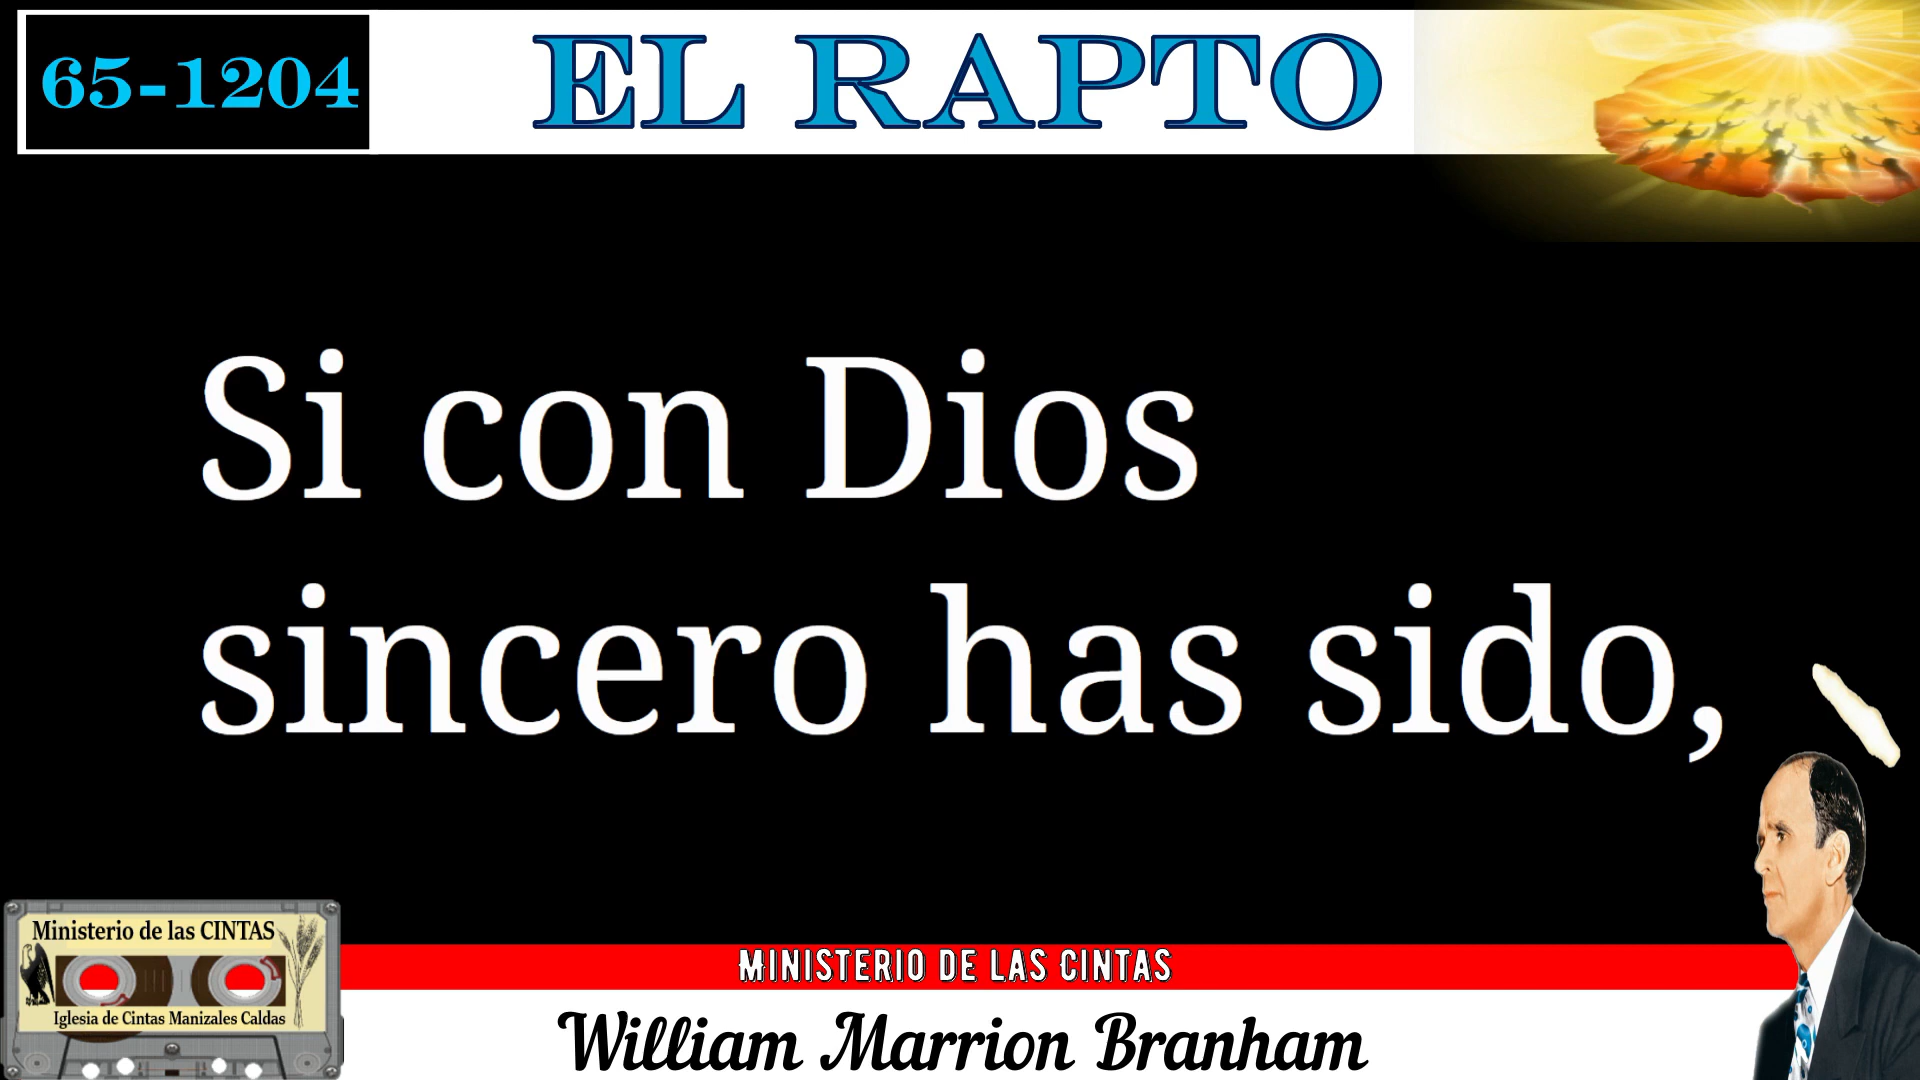 65-1204
EL RAPTO
Si con Dios
sincero has sido,
Ministerio de las CINTAS
Iglesia de Cintas Manizales Caldas
MINISTERIO DE LAS CINTAS
William Marrion Branham